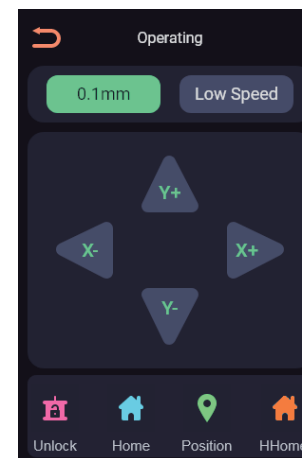 Operating
0.1mm Low Speed
Y+
X- X+
Y-
Unlock Home Position HHome